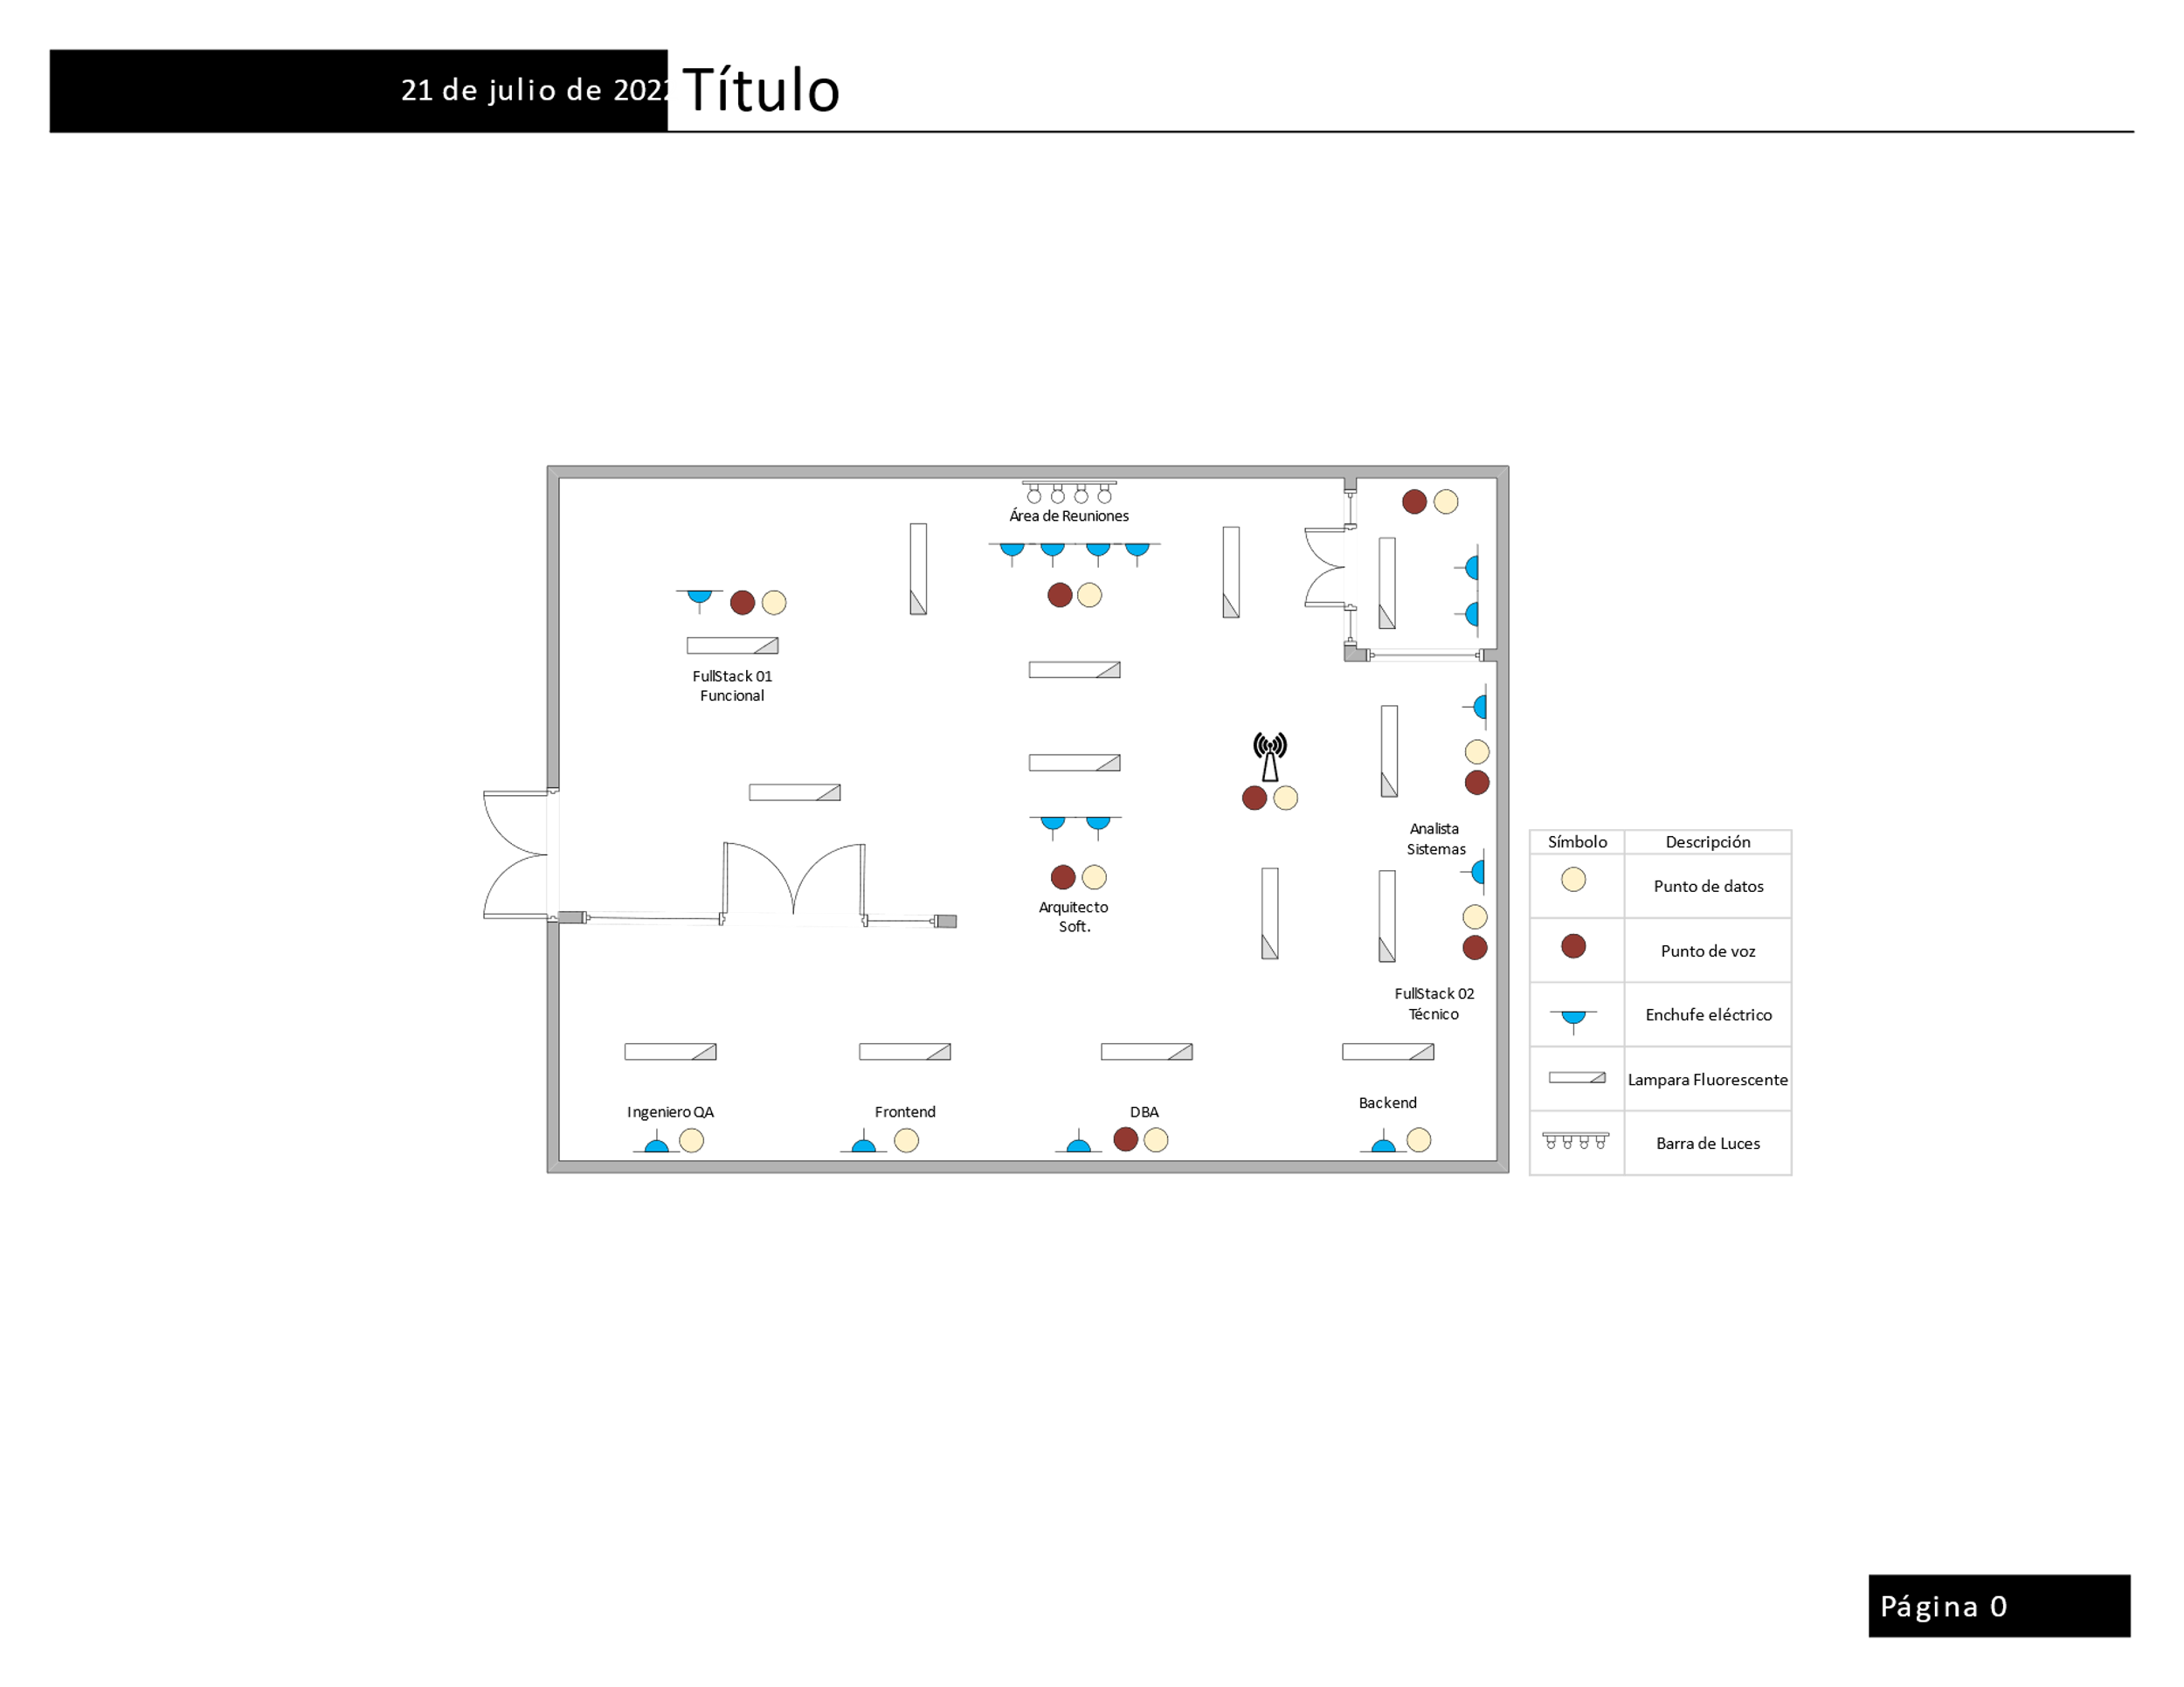 21 de julio de 2022
Título
Área de Reuniones
FullStack 01
Funcional
Analista
Sistemas
Arquitecto
Soft.
FullStack 02
Técnico
Ingeniero QA
Frontend
DBA
Backend
Símbolo Descripción
Punto de datos
Punto de voz
Enchufe eléctrico
Lampara Fluorescente
Barra de Luces
Página 0